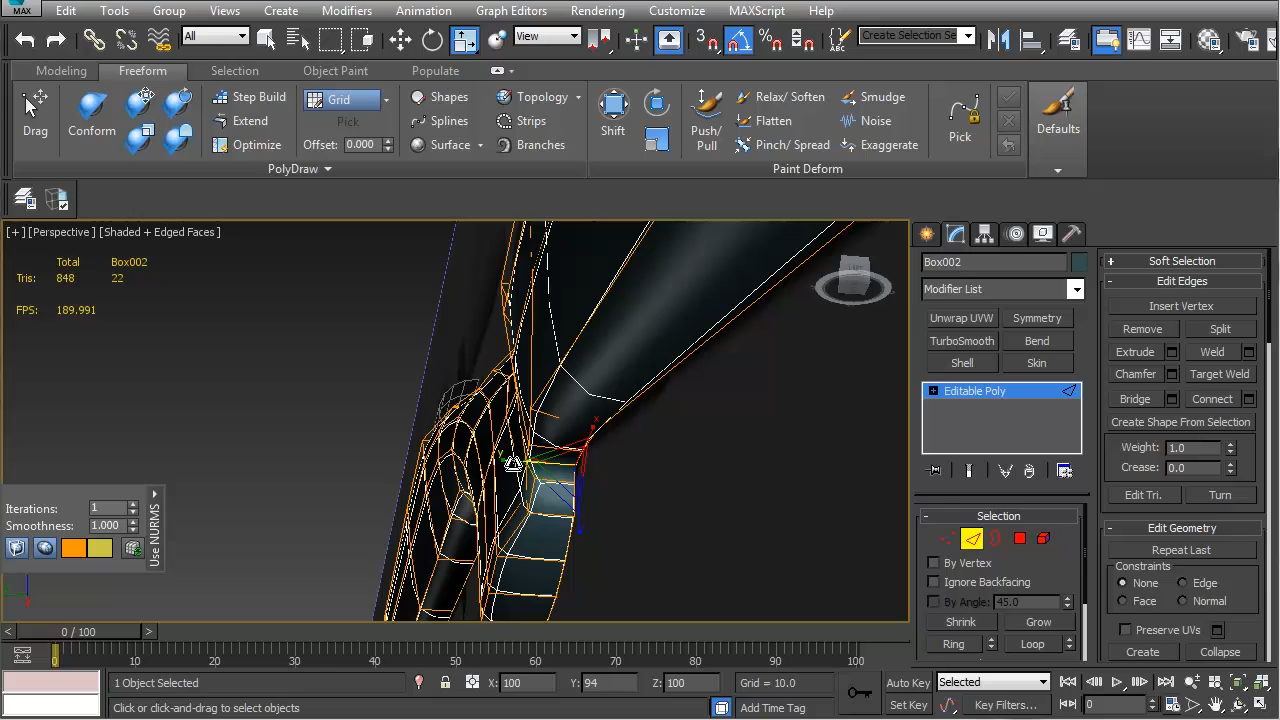 MAX Edit Tools Group Views Create Modifiers Animation Graph Editors Rendering Customize MAXScript Help
All View 3 % ABC Create Selection Se
Modeling Freeform Selection Object Paint Populate
Drag Conform Step Build Grid Shapes Topology Shift Push/ Relax/ Soften Smudge Pick Defaults
Extend Pick Splines Strips Pull Flatten Noise
Optimize Offset: 0.000 Surface Branches Pinch/ Spread Exaggerate
PolyDraw Paint Deform
[+] [Perspective ] [Shaded + Edged Faces ]
Total Box002
Tris: 848 22
FPS: 189.991
x
Iterations: 1
Smoothness: 1.000
Use NURMS
Box002
Modifier List
Unwrap UVW Symmetry
TurboSmooth Bend
Shell Skin
Editable Poly
- Selection
By Vertex
Ignore Backfacing
By Angle: 45.0
Shrink Grow
Ring Loop
+ Soft Selection
- Edit Edges
Insert Vertex
Remove Split
Extrude Weld
Chamfer Target Weld
Bridge Connect
Create Shape From Selection
Weight: 1.0
Crease: 0.0
Edit Tri. Turn
- Edit Geometry
Repeat Last
Constraints
None Edge
Face Normal
Preserve UVs
Create Collapse
< 0 / 100 >
0 10 20 30 40 50 60 70 80 90 100
1 Object Selected X: 100 Y: 94 Z: 100 Grid = 10.0 Auto Key Selected
Click or click-and-drag to select objects Add Time Tag Set Key Key Filters... 0